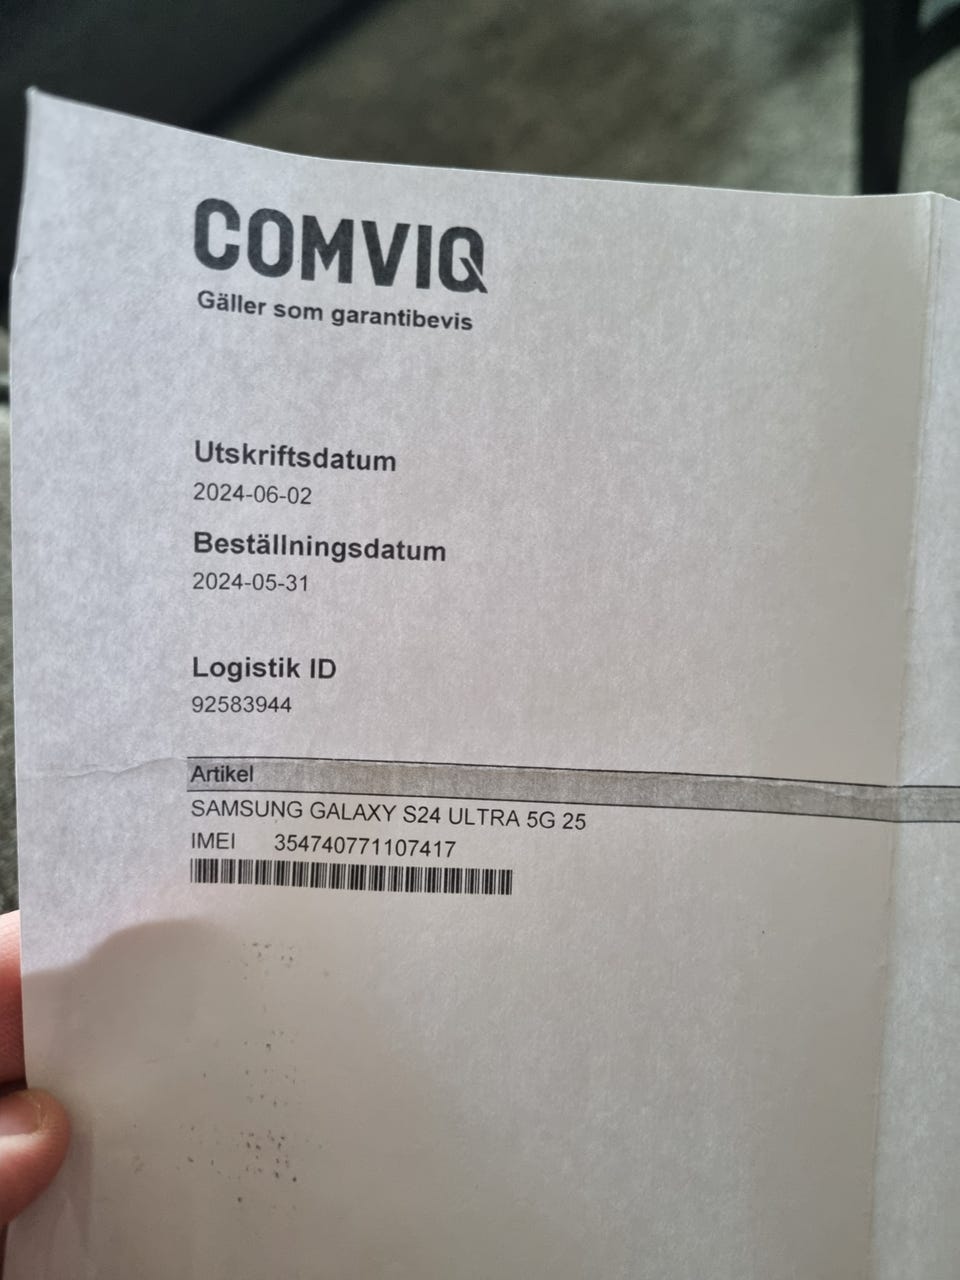 COMVIQ
Gäller som garantibevis
Utskriftsdatum
2024-06-02
Beställningsdatum
2024-05-31
Logistik ID
92583944
Artikel
SAMSUNG GALAXY S24 ULTRA 5G 25
IMEI 354740771107417